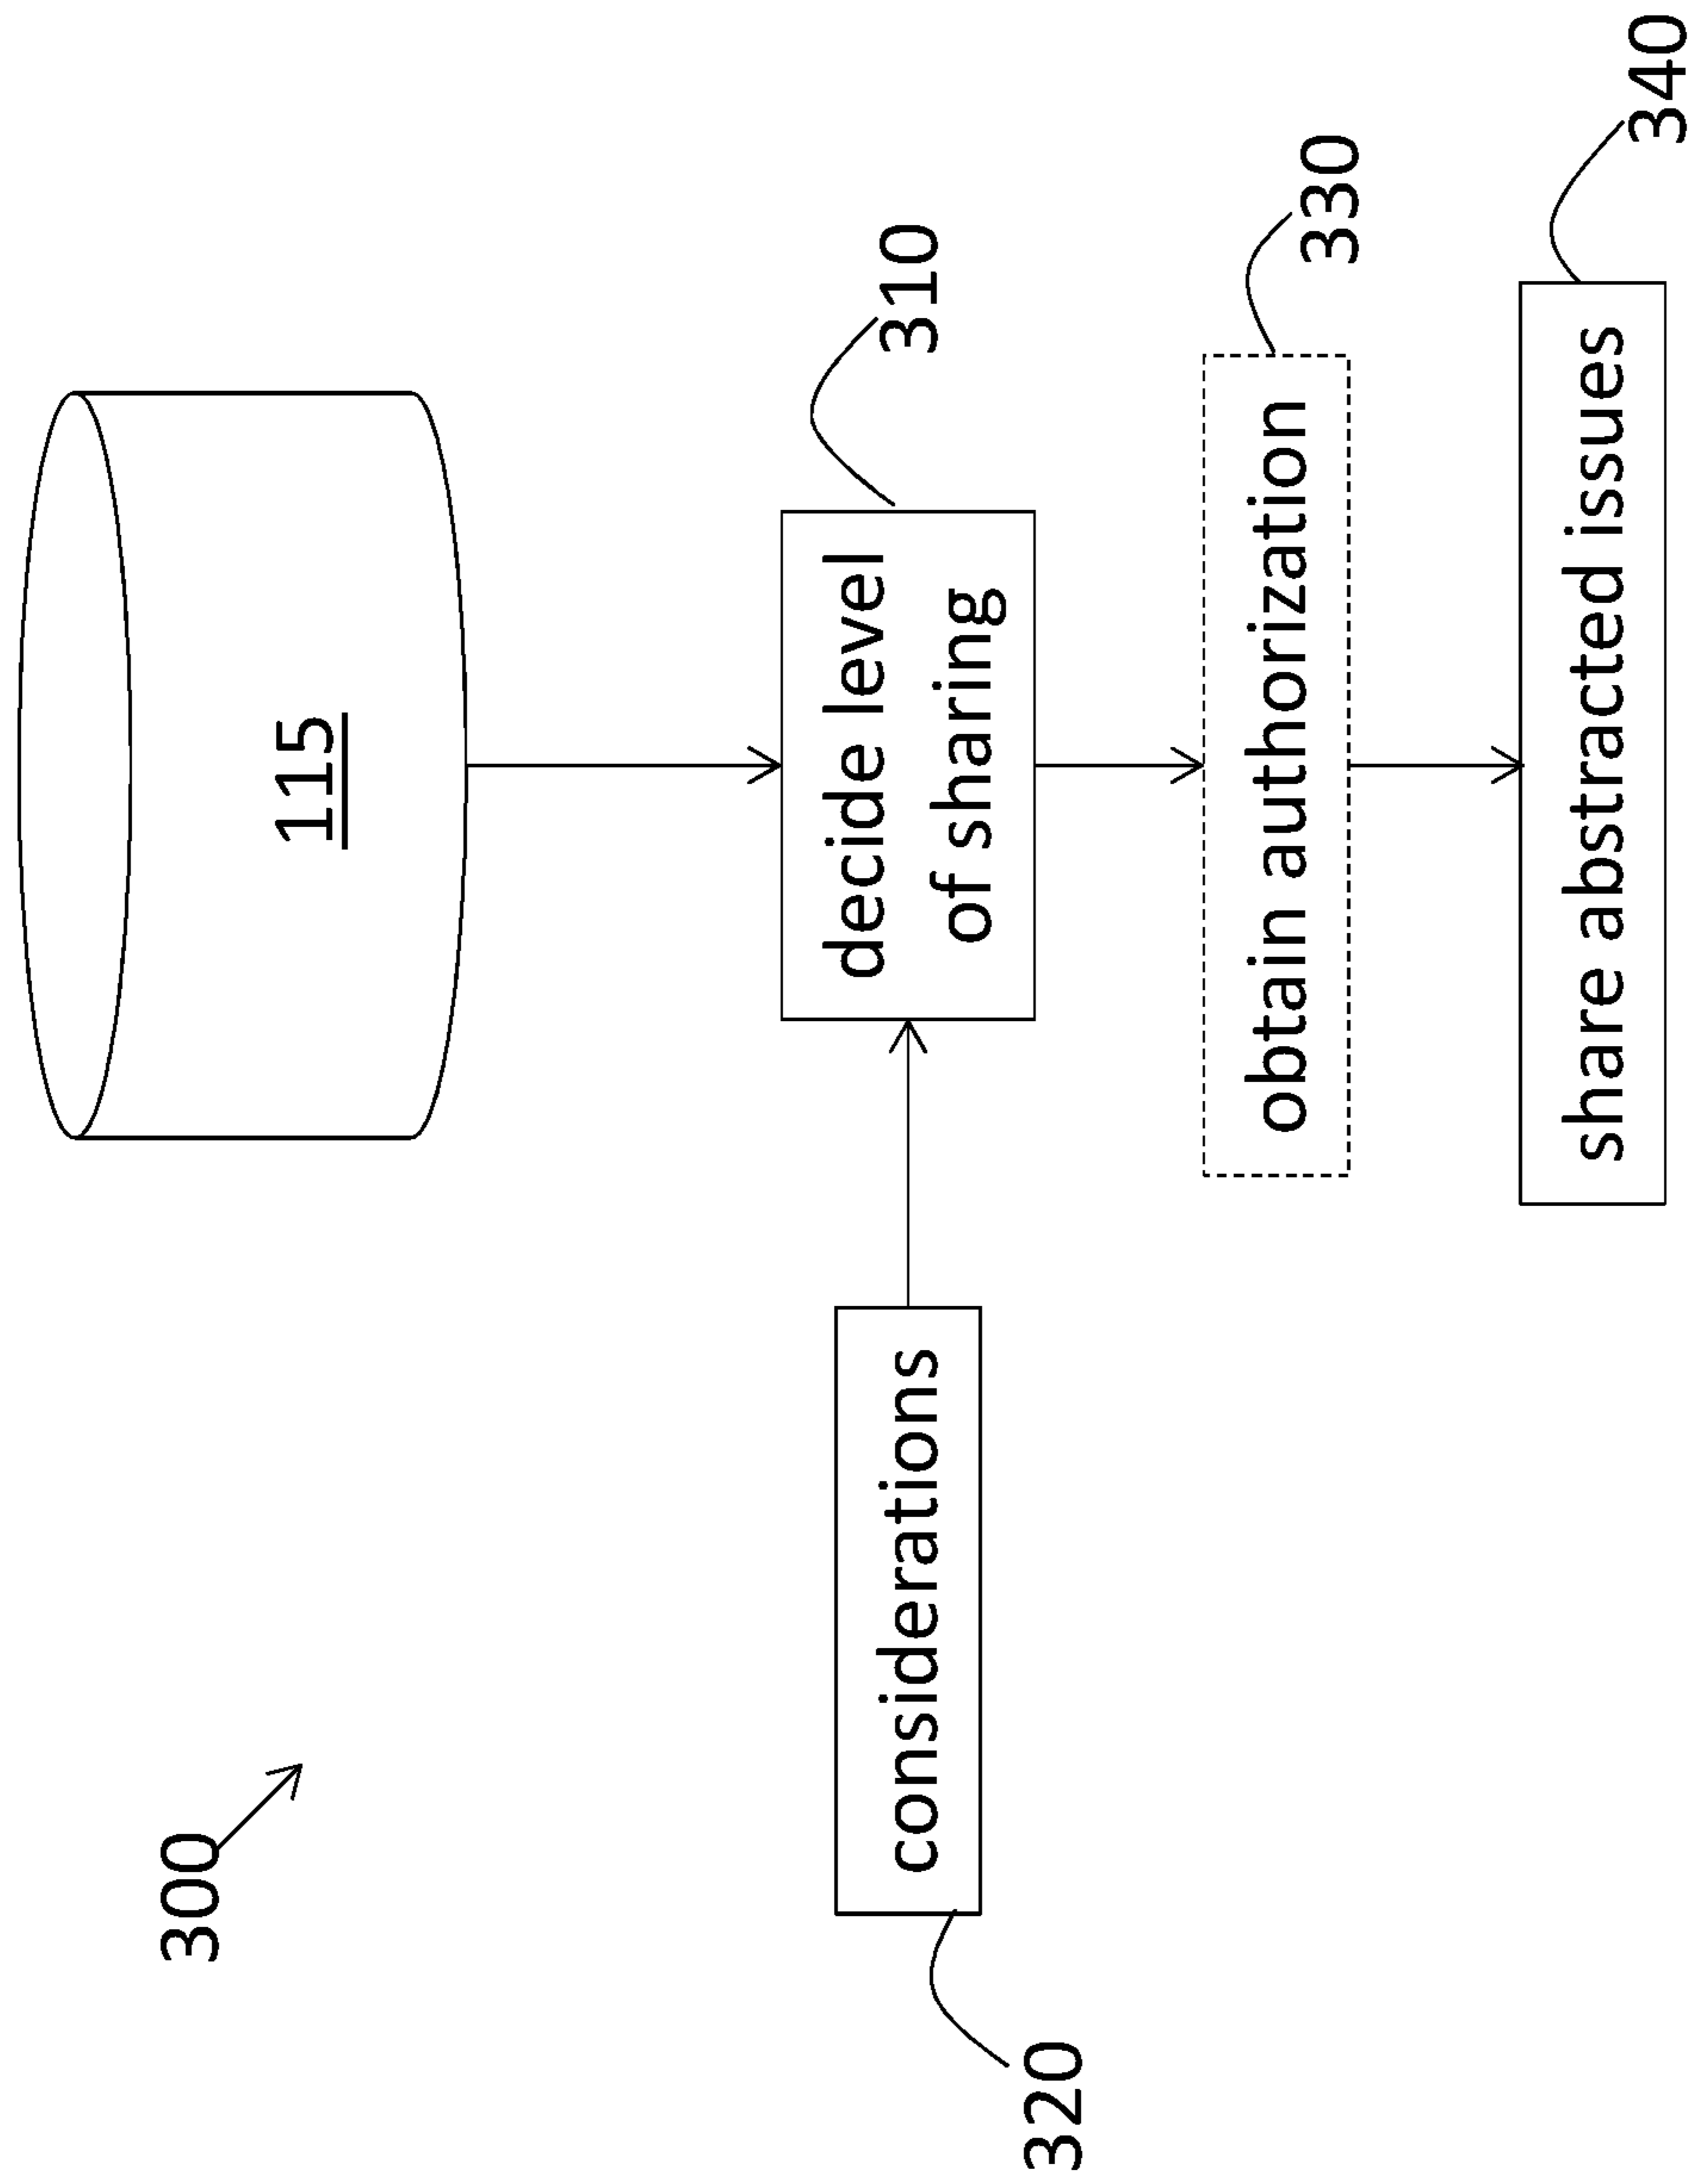 300
115
320
considerations
decide level
of sharing
310
obtain authorization
330
share abstracted issues
340